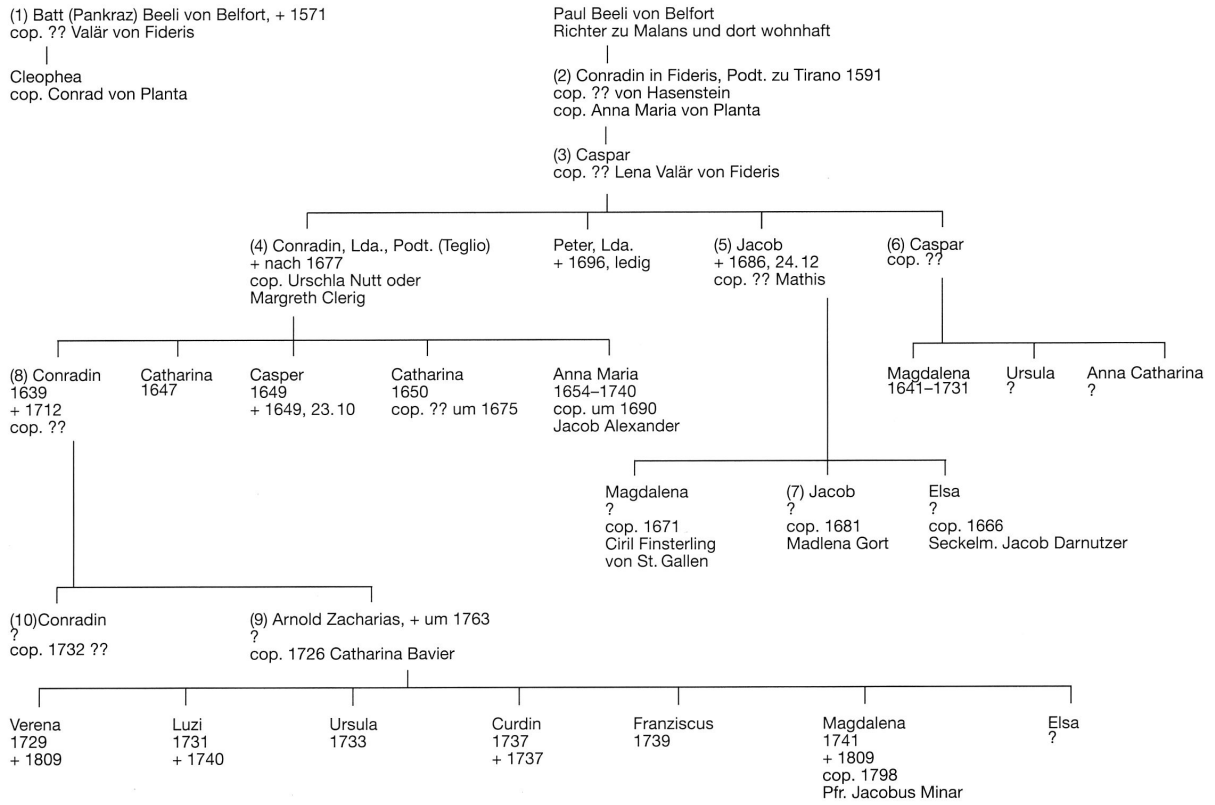 (1) Batt (Pankraz) Beeli von Belfort, + 1571
cop. ?? Valär von Fideris
Cleophea
cop. Conrad von Planta
Paul Beeli von Belfort
Richter zu Malans und dort wohnhaft
(2) Conradin in Fideris, Podt. zu Tirano 1591
cop. ?? von Hasenstein
cop. Anna Maria von Planta
(3) Caspar
cop. ?? Lena Valär von Fideris
(4) Conradin, Lda., Podt. (Teglio)
+ nach 1677
cop. Urschla Nutt oder
Margreth Clerig
Peter, Lda.
+ 1696, ledig
(5) Jacob
+ 1686, 24.12
cop. ?? Mathis
(6) Caspar
cop. ??
(8) Conradin
1639
+ 1712
cop. ??
Catharina
1647
Casper
1649
+ 1649, 23.10
Catharina
1650
cop. ?? um 1675
Anna Maria
1654–1740
cop. um 1690
Jacob Alexander
Magdalena
1641–1731
Ursula
?
Anna Catharina
?
Magdalena
?
cop. 1671
Ciril Finsterling
von St. Gallen
(7) Jacob
?
cop. 1681
Madlena Gort
Elsa
?
cop. 1666
Seckelm. Jacob Darnutzer
(10)Conradin
?
cop. 1732 ??
(9) Arnold Zacharias, + um 1763
?
cop. 1726 Catharina Bavier
Verena
1729
+ 1809
Luzi
1731
+ 1740
Ursula
1733
Curdin
1737
+ 1737
Franziscus
1739
Magdalena
1741
+ 1809
cop. 1798
Pfr. Jacobus Minar
Elsa
?